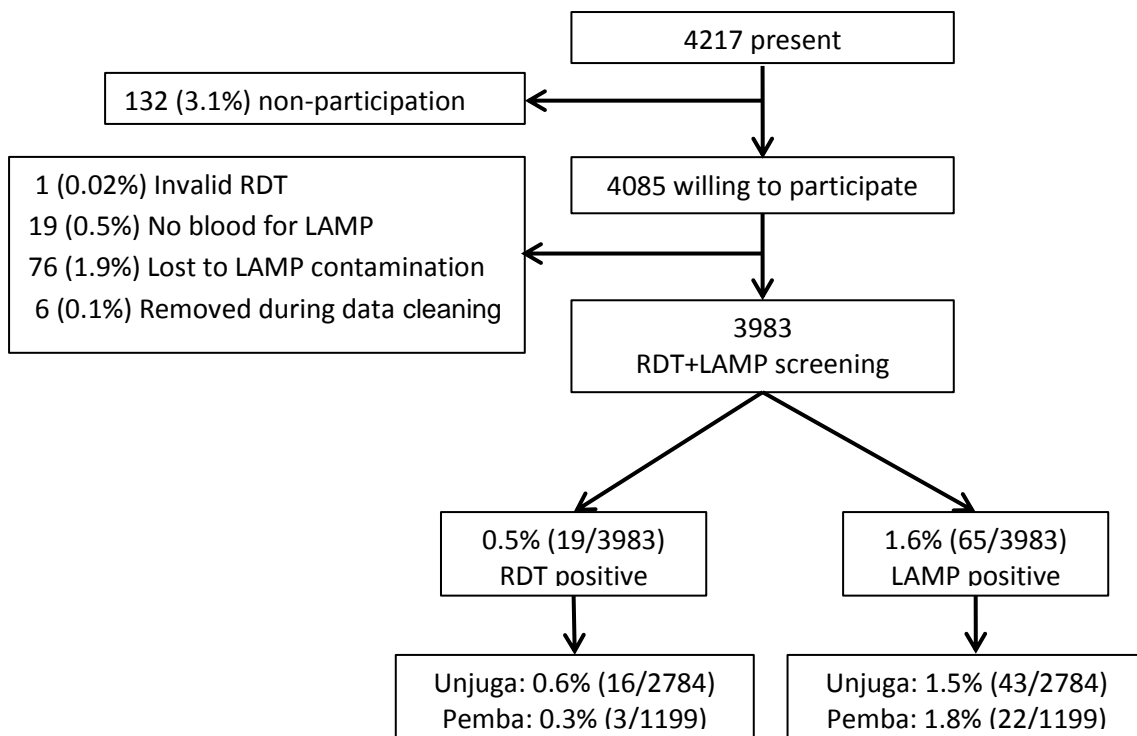 4217 present
132 (3.1%) non-participation
4085 willing to participate
1 (0.02%) Invalid RDT
19 (0.5%) No blood for LAMP
76 (1.9%) Lost to LAMP contamination
6 (0.1%) Removed during data cleaning
3983
RDT+LAMP screening
0.5% (19/3983)
RDT positive
1.6% (65/3983)
LAMP positive
Unjuga: 0.6% (16/2784)
Pemba: 0.3% (3/1199)
Unjuga: 1.5% (43/2784)
Pemba: 1.8% (22/1199)